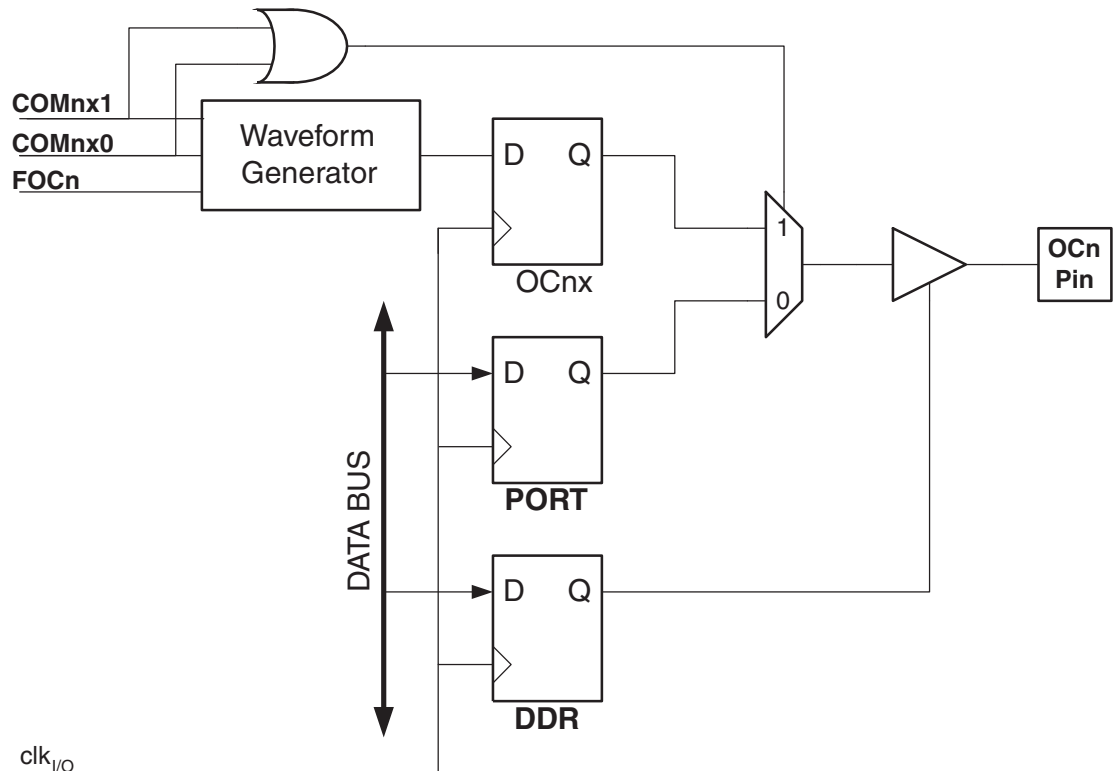 COMnx1
COMnx0
FOCn
Waveform
Generator
D Q
OCnx
1
0
OCn
Pin
D Q
PORT
DATA BUS
D Q
DDR
clkI/O